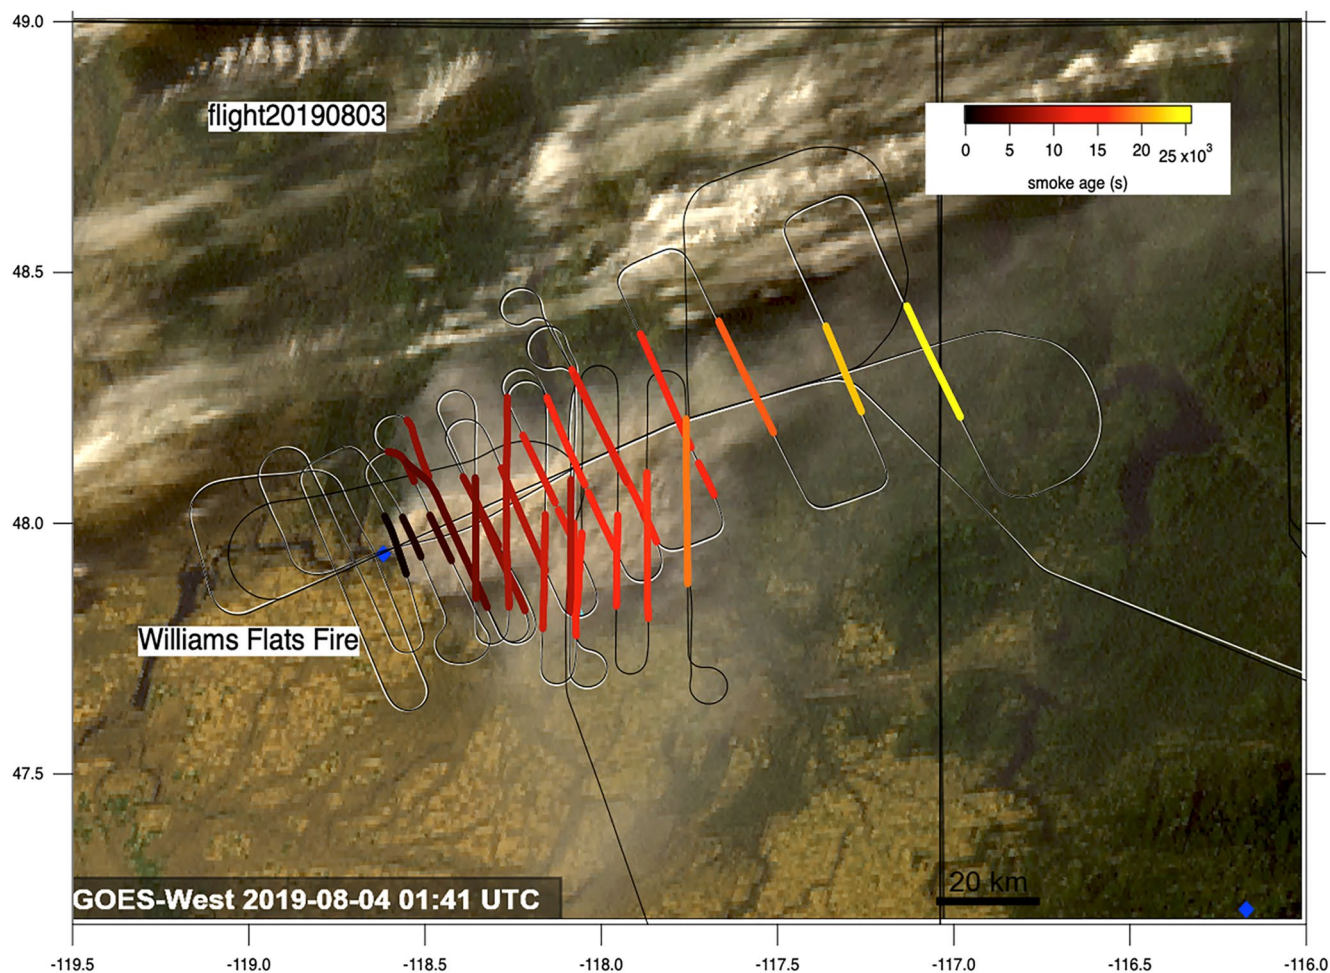 49.0
flight20190803
0 5 10 15 20 25 x10³
smoke age (s)
48.5
48.0
Williams Flats Fire
47.5
20 km
GOES-West 2019-08-04 01:41 UTC
-119.5 -119.0 -118.5 -118.0 -117.5 -117.0 -116.5 -116.0